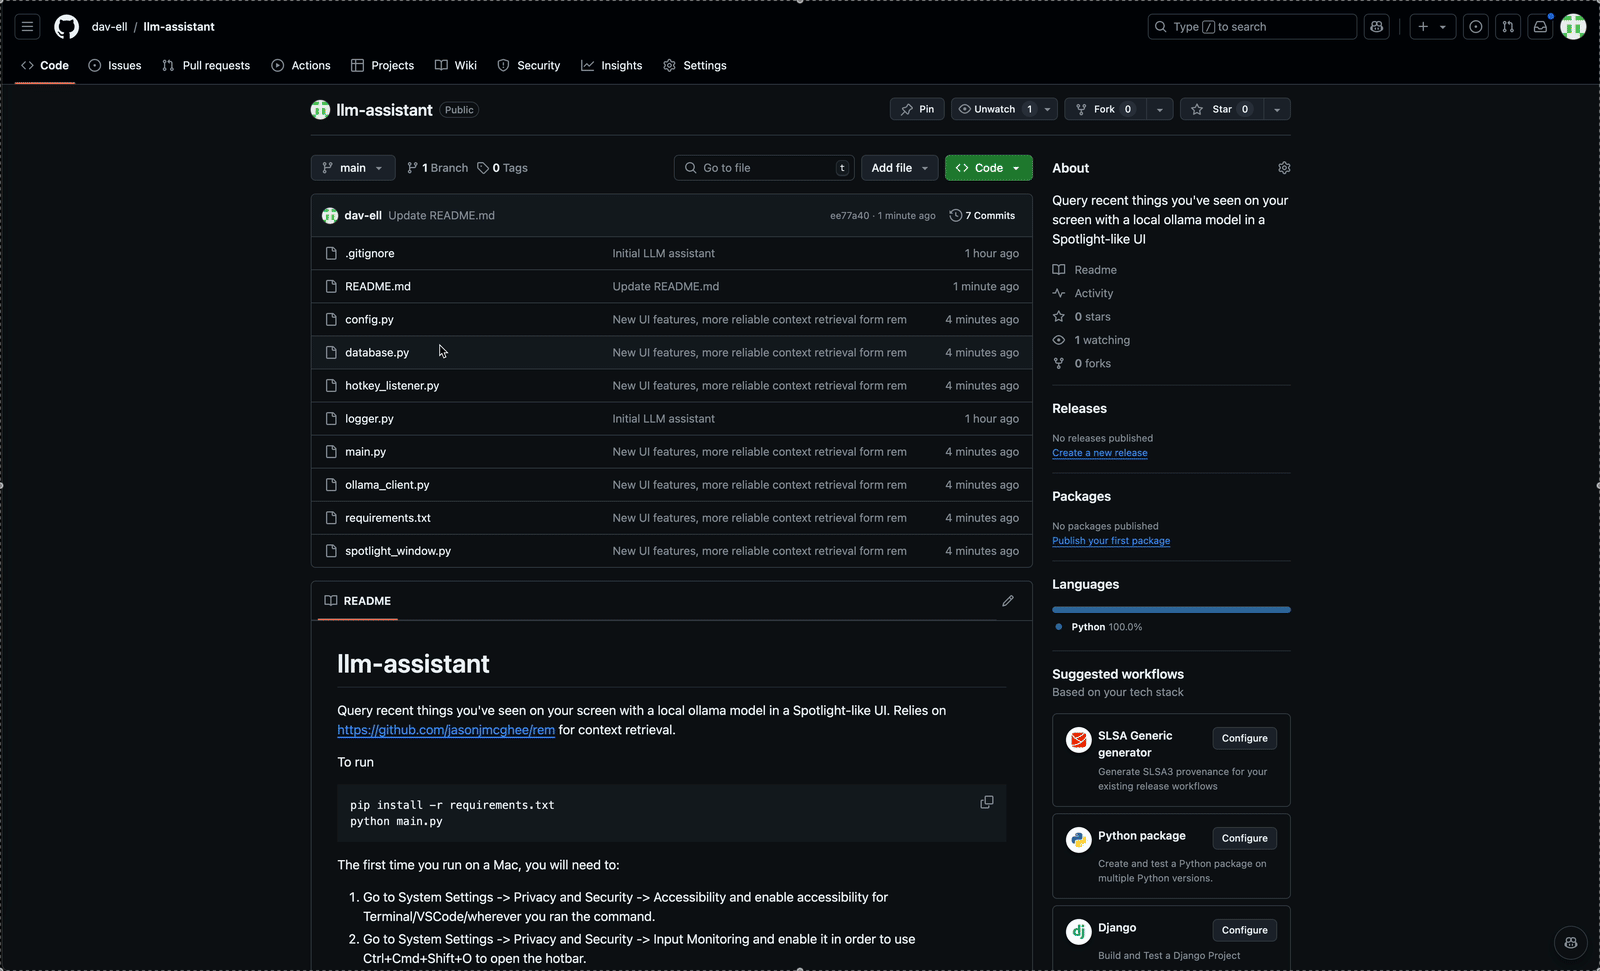 dav-ell / llm-assistant
Type / to search
Code
Issues
Pull requests
Actions
Projects
Wiki
Security
Insights
Settings
llm-assistant Public
Pin
Unwatch 1
Fork 0
Star 0
main
1 Branch
0 Tags
Go to file t
Add file
Code
dav-ell Update README.md ee77a40 · 1 minute ago 7 Commits
.gitignore Initial LLM assistant 1 hour ago
README.md Update README.md 1 minute ago
config.py New UI features, more reliable context retrieval form rem 4 minutes ago
database.py New UI features, more reliable context retrieval form rem 4 minutes ago
hotkey_listener.py New UI features, more reliable context retrieval form rem 4 minutes ago
logger.py Initial LLM assistant 1 hour ago
main.py New UI features, more reliable context retrieval form rem 4 minutes ago
ollama_client.py New UI features, more reliable context retrieval form rem 4 minutes ago
requirements.txt New UI features, more reliable context retrieval form rem 4 minutes ago
spotlight_window.py New UI features, more reliable context retrieval form rem 4 minutes ago
README
llm-assistant
Query recent things you've seen on your screen with a local ollama model in a Spotlight-like UI. Relies on
https://github.com/jasonjmcghee/rem for context retrieval.
To run
pip install -r requirements.txt
python main.py
The first time you run on a Mac, you will need to:
1. Go to System Settings -> Privacy and Security -> Accessibility and enable accessibility for
Terminal/VSCode/wherever you ran the command.
2. Go to System Settings -> Privacy and Security -> Input Monitoring and enable it in order to use
Ctrl+Cmd+Shift+O to open the hotbar.
About
Query recent things you've seen on your
screen with a local ollama model in a
Spotlight-like UI
Readme
Activity
0 stars
1 watching
0 forks
Releases
No releases published
Create a new release
Packages
No packages published
Publish your first package
Languages
Python 100.0%
Suggested workflows
Based on your tech stack
SLSA Generic
generator
Configure
Generate SLSA3 provenance for your
existing release workflows
Python package
Configure
Create and test a Python package on
multiple Python versions.
dj
Django
Configure
Build and Test a Django Project